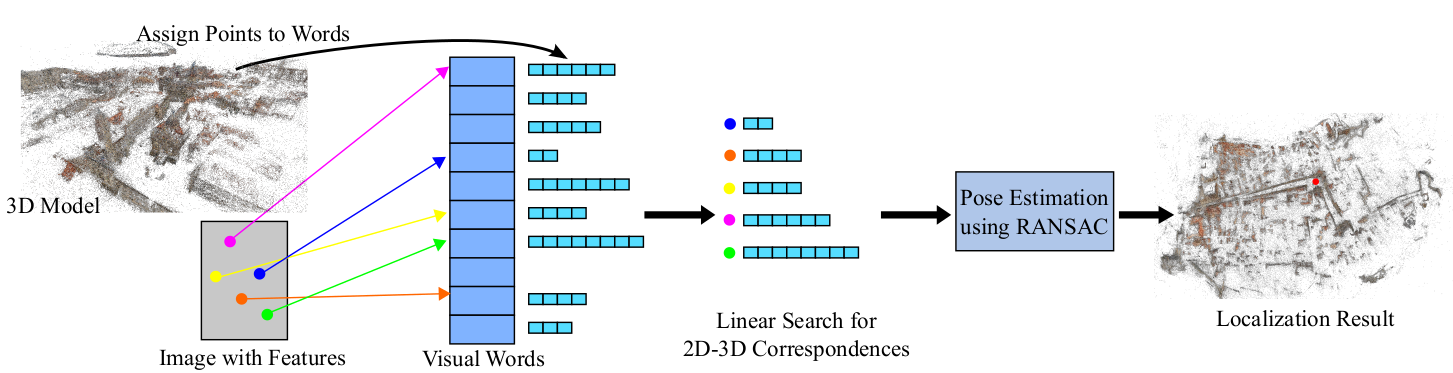 Assign Points to Words
3D Model
Image with Features
Visual Words
Linear Search for
2D-3D Correspondences
Pose Estimation
using RANSAC
Localization Result